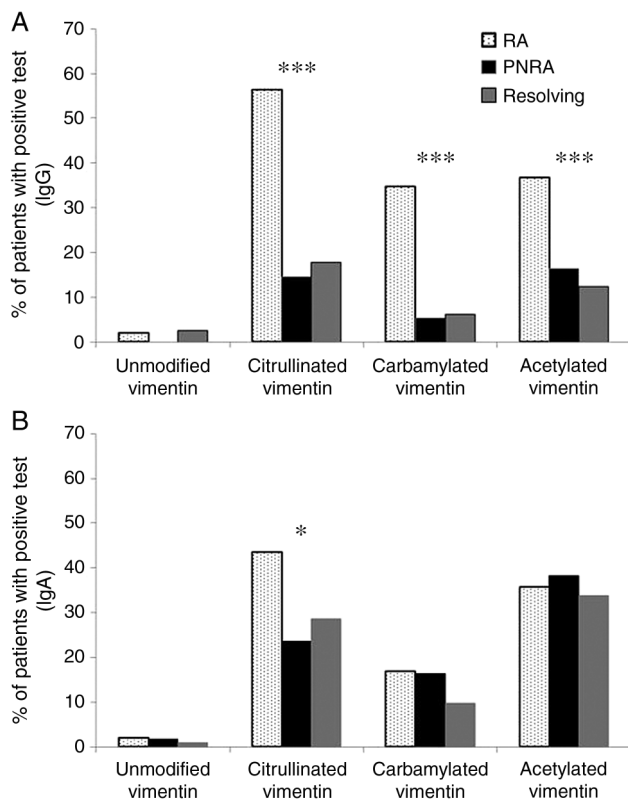 A
70
60
50
40
30
20
10
0
% of patients with positive test
(IgG)
***
***
***
RA
PNRA
Resolving
Unmodified
vimentin
Citrullinated
vimentin
Carbamylated
vimentin
Acetylated
vimentin
B
70
60
50
40
30
20
10
0
% of patients with positive test
(IgA)
*
Unmodified
vimentin
Citrullinated
vimentin
Carbamylated
vimentin
Acetylated
vimentin